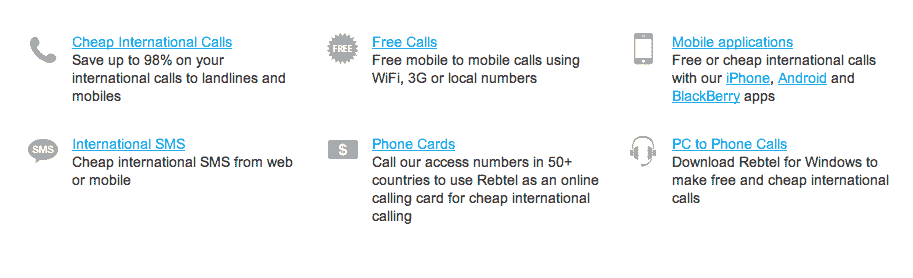 Cheap International Calls
Save up to 98% on your
international calls to landlines and
mobiles
FREE
Free Calls
Free mobile to mobile calls using
WiFi, 3G or local numbers
Mobile applications
Free or cheap international calls
with our iPhone, Android and
BlackBerry apps
SMS
International SMS
Cheap international SMS from web
or mobile
$
Phone Cards
Call our access numbers in 50+
countries to use Rebtel as an online
calling card for cheap international
calling
PC to Phone Calls
Download Rebtel for Windows to
make free and cheap international
calls